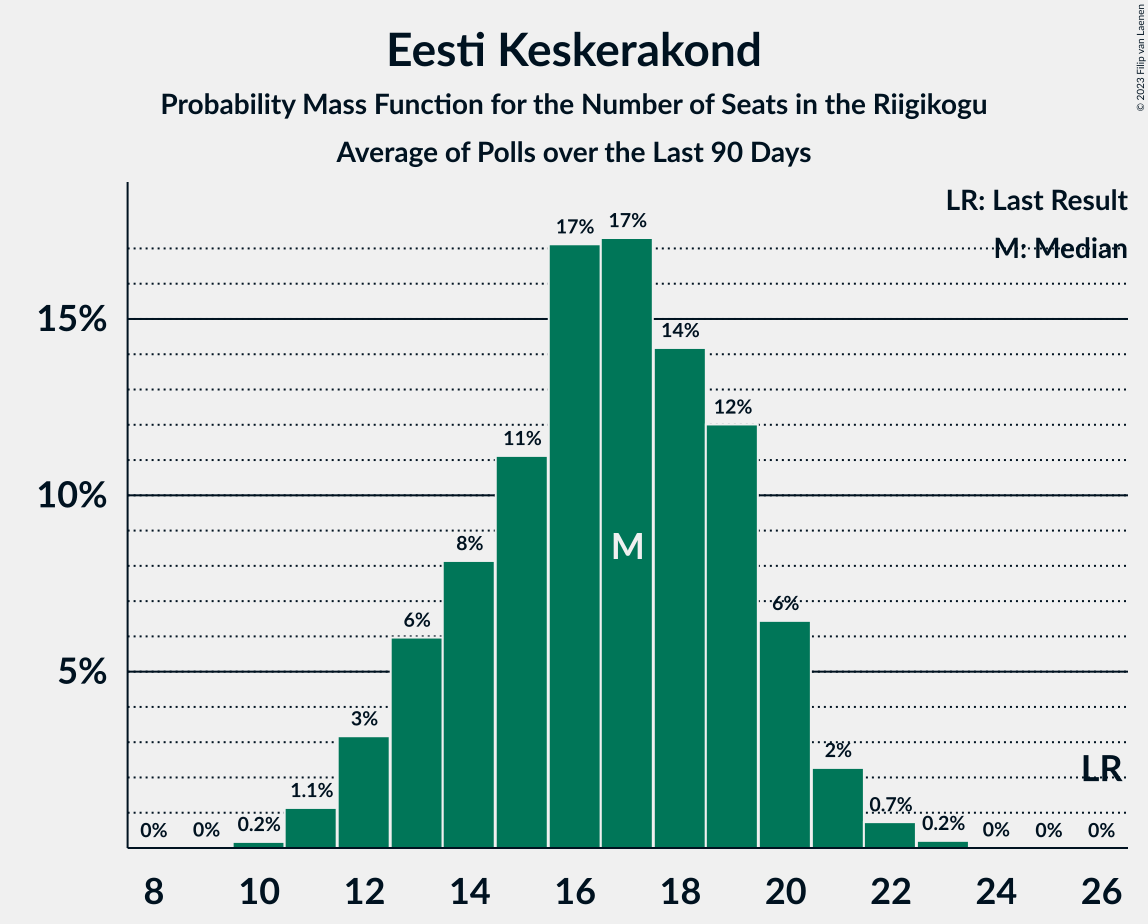 Eesti Keskerakond
Probability Mass Function for the Number of Seats in the Riigikogu
Average of Polls over the Last 90 Days
© 2023 Filip van Laenen
LR: Last Result
M: Median
17% 17%
15%
14%
12%
11%
10%
8%
M
6% 6%
5%
3%
2%
LR
1.1% 0.7%
0% 0% 0.2% 0.2% 0% 0% 0%
8 10 12 14 16 18 20 22 24 26